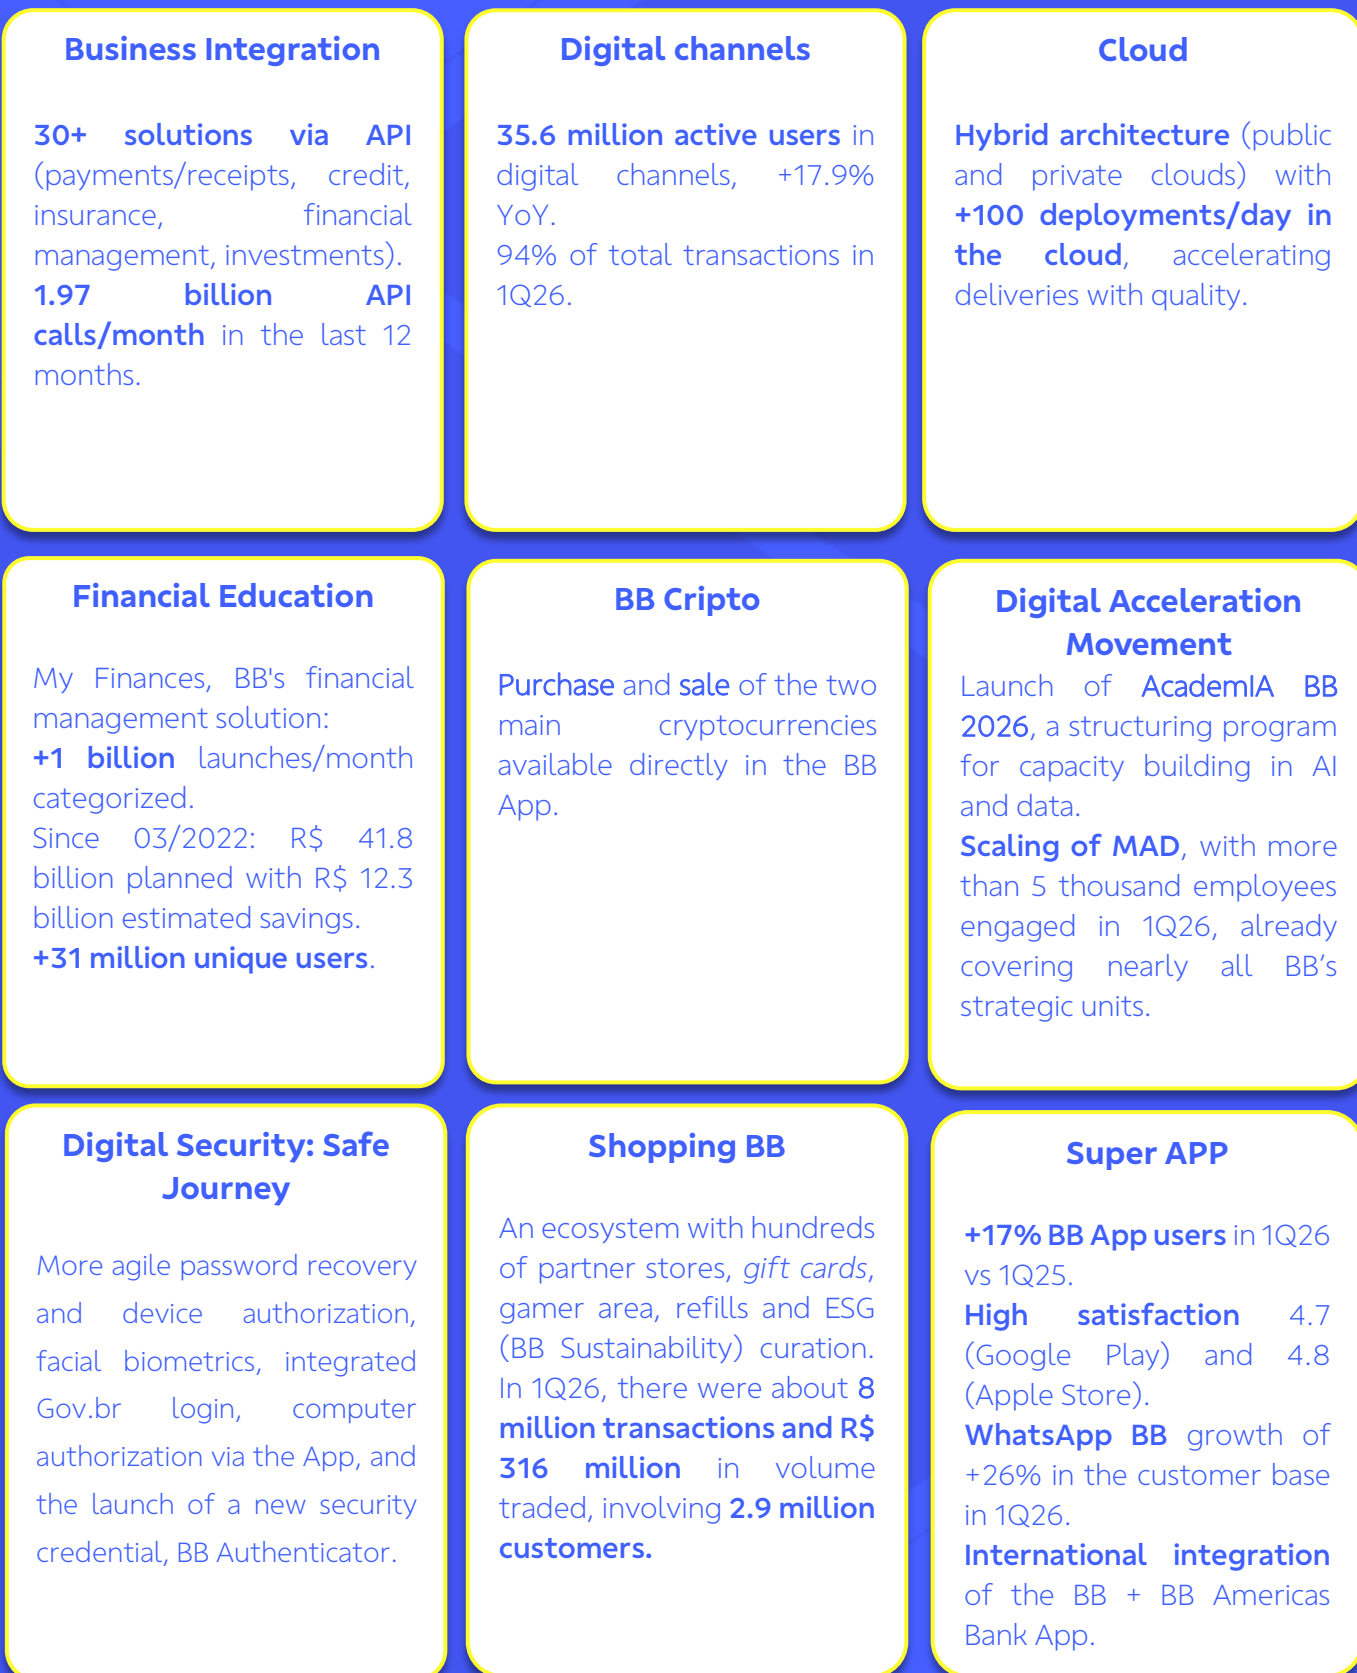 Business Integration
30+ solutions via API
(payments/receipts, credit,
insurance, financial
management, investments).
1.97 billion API
calls/month in the last 12
months.
Digital channels
35.6 million active users in
digital channels, +17.9%
YoY.
94% of total transactions in
1Q26.
Cloud
Hybrid architecture (public
and private clouds) with
+100 deployments/day in
the cloud, accelerating
deliveries with quality.
Financial Education
My Finances, BB's financial
management solution:
+1 billion launches/month
categorized.
Since 03/2022: R$ 41.8
billion planned with R$ 12.3
billion estimated savings.
+31 million unique users.
BB Cripto
Purchase and sale of the two
main cryptocurrencies
available directly in the BB
App.
Digital Acceleration
Movement
Launch of AcademIA BB
2026, a structuring program
for capacity building in AI
and data.
Scaling of MAD, with more
than 5 thousand employees
engaged in 1Q26, already
covering nearly all BB’s
strategic units.
Digital Security: Safe
Journey
More agile password recovery
and device authorization,
facial biometrics, integrated
Gov.br login, computer
authorization via the App, and
the launch of a new security
credential, BB Authenticator.
Shopping BB
An ecosystem with hundreds
of partner stores, gift cards,
gamer area, refills and ESG
(BB Sustainability) curation.
In 1Q26, there were about 8
million transactions and R$
316 million in volume
traded, involving 2.9 million
customers.
Super APP
+17% BB App users in 1Q26
vs 1Q25.
High satisfaction 4.7
(Google Play) and 4.8
(Apple Store).
WhatsApp BB growth of
+26% in the customer base
in 1Q26.
International integration
of the BB + BB Americas
Bank App.